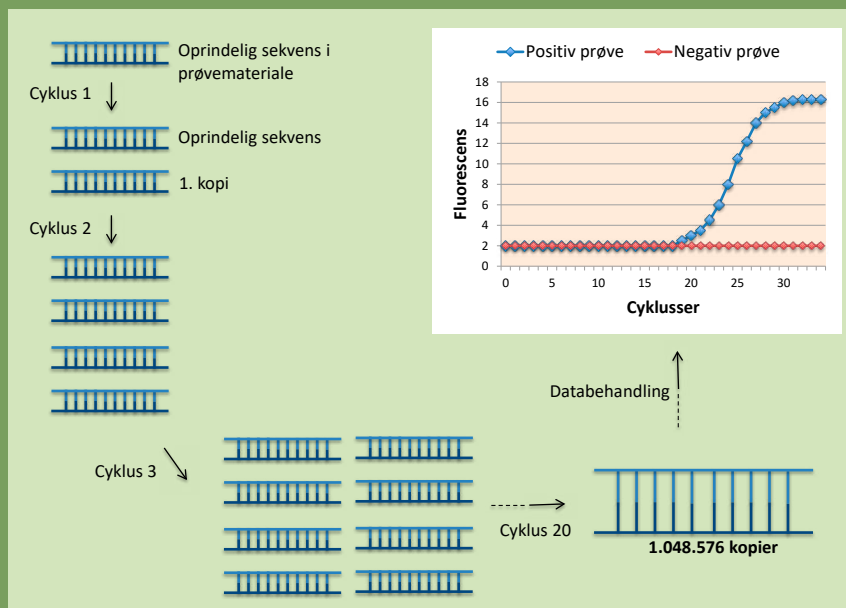 Oprindelig sekvens i
prøvemateriale
Cyklus 1
Oprindelig sekvens
1. kopi
Cyklus 2
Cyklus 3
Cyklus 20
1.048.576 kopier
Databehandling
Positiv prøve
Negativ prøve
Fluorescens
18
16
14
12
10
8
6
4
2
0
0 5 10 15 20 25 30
Cyklusser